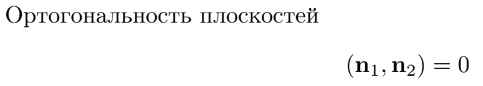 Ортогональность плоскостей
(n₁, n₂) = 0